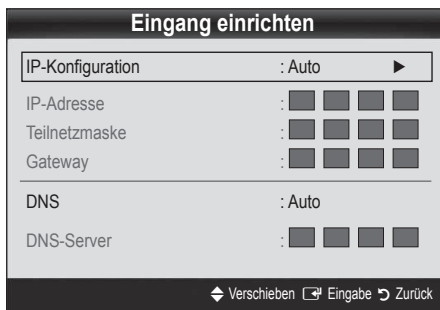 Eingang einrichten
IP-Konfiguration : Auto ►
IP-Adresse :
Teilnetzmaske :
Gateway :
DNS : Auto
DNS-Server :
Verschieben Eingabe Zurück